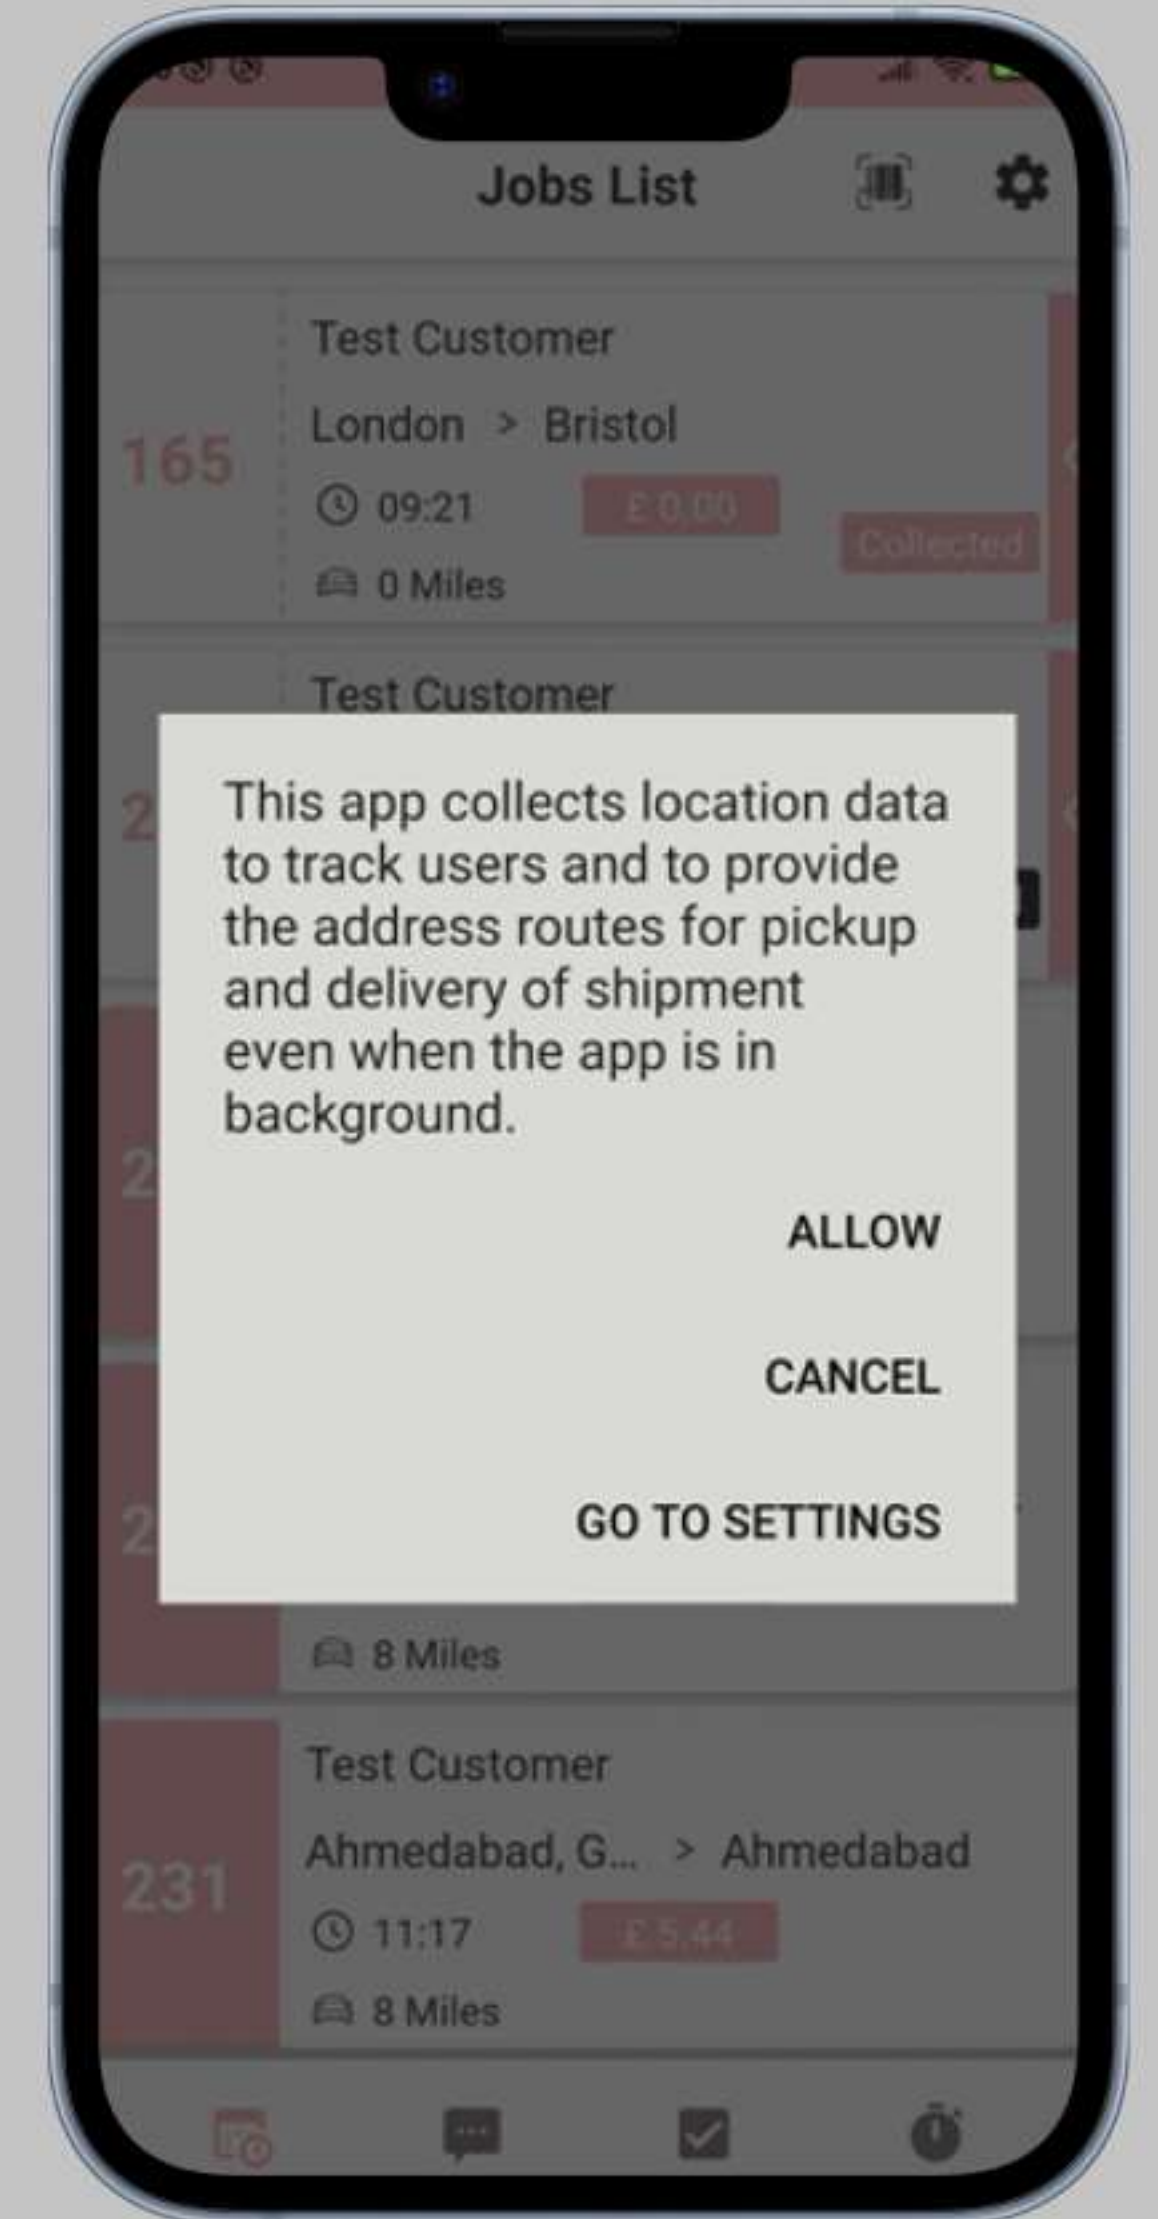 Jobs List
Test Customer
London > Bristol
165
09:21
£ 0.00
Collected
0 Miles
Test Customer
2
This app collects location data
to track users and to provide
the address routes for pickup
and delivery of shipment
even when the app is in
background.
2
ALLOW
CANCEL
2
GO TO SETTINGS
8 Miles
Test Customer
Ahmedabad, G... > Ahmedabad
231
11:17
£ 5.44
8 Miles